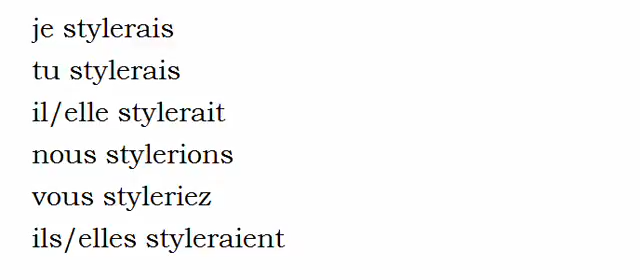 je stylerais
tu stylerais
il/elle stylerait
nous stylerions
vous styleriez
ils/elles styleraient